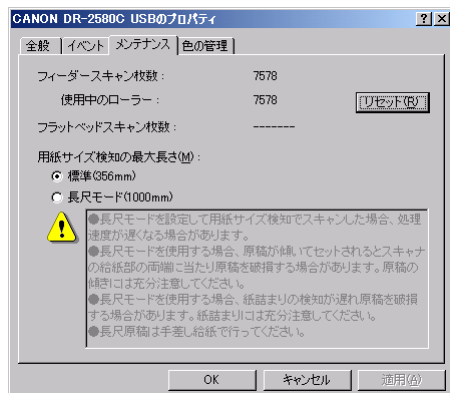 CANON DR-2580C USBのプロパティ
全般 イベント メンテナンス 色の管理
フィーダースキャン枚数： 7578
使用中のローラー： 7578 リセット(R)
フラットベッドスキャン枚数： -------
用紙サイズ検知の最大長さ(M)：
標準(356mm)
長尺モード(1000mm)
●長尺モードを設定して用紙サイズ検知でスキャンした場合、処理
速度が遅くなる場合があります。
●長尺モードを使用する場合、原稿が傾いてセットされるとスキャナ
の給紙部の両端に当たり原稿を破損する場合があります。原稿の
傾きには充分注意してください。
●長尺モードを使用する場合、紙詰まりの検知が遅れ原稿を破損
する場合があります。紙詰まりには充分注意してください。
●長尺原稿は手差し給紙で行ってください。
OK キャンセル 適用(A)